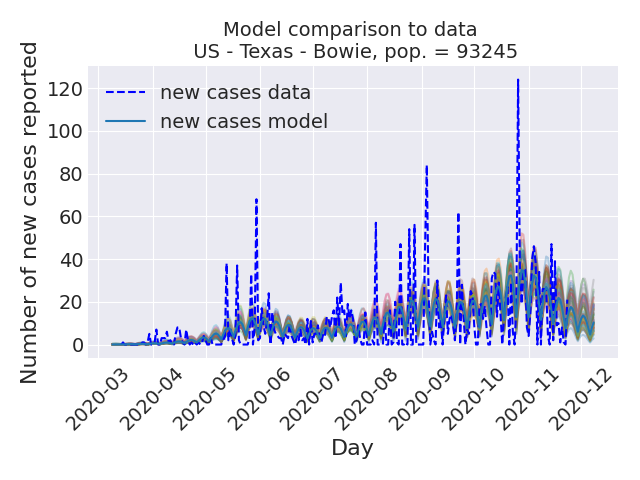 Model comparison to data
US - Texas - Bowie, pop. = 93245
Number of new cases reported
120
100
80
60
40
20
0
new cases data
new cases model
2020-03
2020-04
2020-05
2020-06
2020-07
2020-08
2020-09
2020-10
2020-11
2020-12
Day